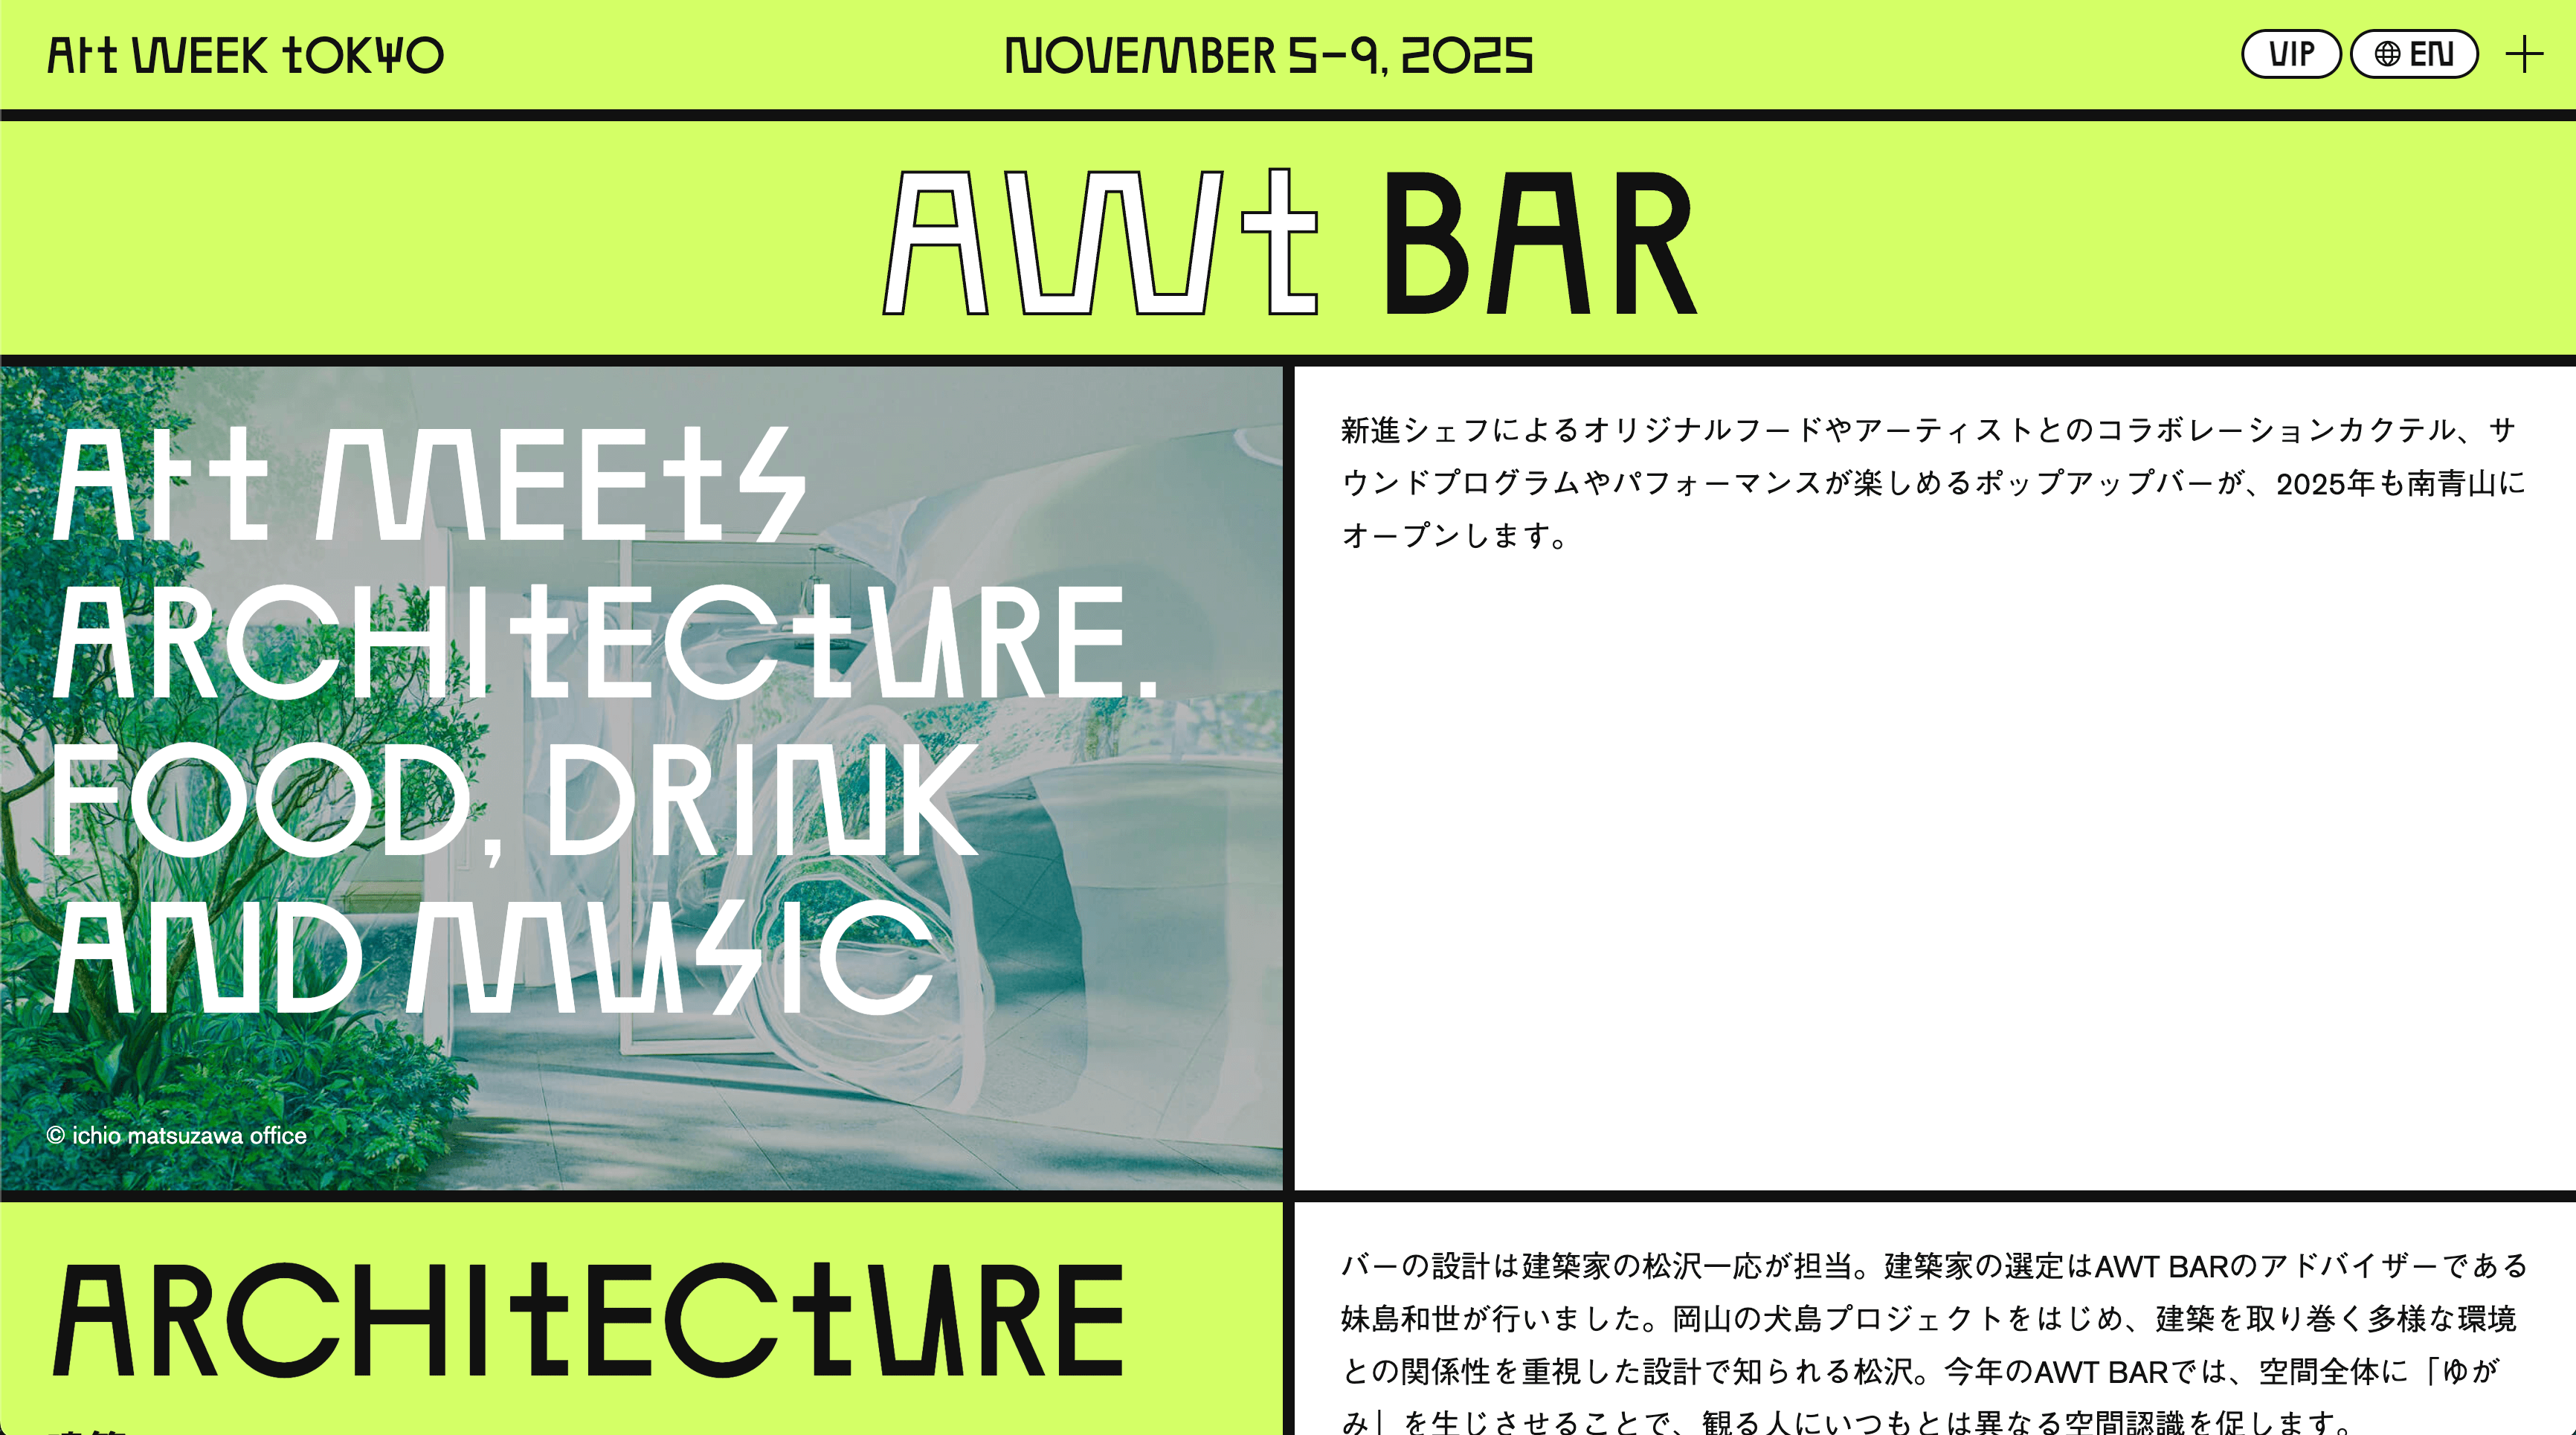 Art WEEK tOKYO
NOVEMBER 5–9, 2025
VIP
EN
AWt BAR
Art MEEtS
ARCHItECtURE.
FOOD, DRINK
AND MUSIC
© ichio matsuzawa office
新進シェフによるオリジナルフードやアーティストとのコラボレーションカクテル、サ
ウンドプログラムやパフォーマンスが楽しめるポップアップバーが、2025年も南青山に
オープンします。
ARCHItECtURE
バーの設計は建築家の松沢一応が担当。建築家の選定はAWT BARのアドバイザーである
妹島和世が行いました。岡山の犬島プロジェクトをはじめ、建築を取り巻く多様な環境
との関係性を重視した設計で知られる松沢。今年のAWT BARでは、空間全体に「ゆが
み」を生じさせることで、観る人にいつもとは異なる空間認識を促します。